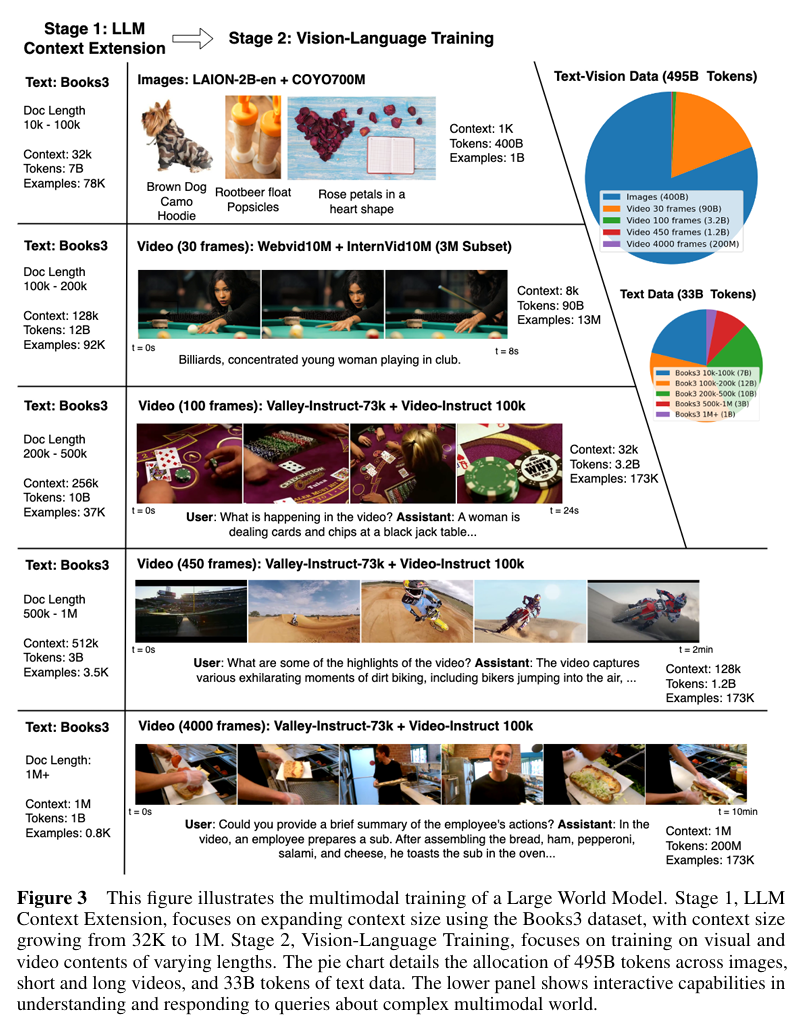 Stage 1: LLM
Context Extension
Stage 2: Vision-Language Training
Text: Books3
Doc Length
10k - 100k
Context: 32k
Tokens: 7B
Examples: 78K
Images: LAION-2B-en + COYO700M
Brown Dog
Camo
Hoodie
Rootbeer float
Popsicles
Rose petals in a
heart shape
Context: 1K
Tokens: 400B
Examples: 1B
Text-Vision Data (495B Tokens)
Images (400B)
Video 30 frames (90B)
Video 100 frames (3.2B)
Video 450 frames (1.2B)
Video 4000 frames (200M)
Text: Books3
Doc Length
100k - 200k
Context: 128k
Tokens: 12B
Examples: 92K
Video (30 frames): Webvid10M + InternVid10M (3M Subset)
t = 0s
t = 8s
Billiards, concentrated young woman playing in club.
Context: 8k
Tokens: 90B
Examples: 13M
Text Data (33B Tokens)
Books3 10k-100k (7B)
Book3 100k-200k (12B)
Book3 200k-500k (10B)
Books3 500k-1M (3B)
Books3 1M+ (1B)
Text: Books3
Doc Length
200k - 500k
Context: 256k
Tokens: 10B
Examples: 37K
Video (100 frames): Valley-Instruct-73k + Video-Instruct 100k
WHY
t = 0s
t = 24s
User: What is happening in the video? Assistant: A woman is
dealing cards and chips at a black jack table...
Context: 32k
Tokens: 3.2B
Examples: 173K
Text: Books3
Doc Length
500k - 1M
Context: 512k
Tokens: 3B
Examples: 3.5K
Video (450 frames): Valley-Instruct-73k + Video-Instruct 100k
t = 0s
t = 2min
User: What are some of the highlights of the video? Assistant: The video captures
various exhilarating moments of dirt biking, including bikers jumping into the air, ...
Context: 128k
Tokens: 1.2B
Examples: 173K
Text: Books3
Doc Length:
1M+
Context: 1M
Tokens: 1B
Examples: 0.8K
Video (4000 frames): Valley-Instruct-73k + Video-Instruct 100k
t = 0s
t = 10min
User: Could you provide a brief summary of the employee's actions? Assistant: In the
video, an employee prepares a sub. After assembling the bread, ham, pepperoni,
salami, and cheese, he toasts the sub in the oven...
Context: 1M
Tokens: 200M
Examples: 173K
Figure 3 This figure illustrates the multimodal training of a Large World Model. Stage 1, LLM
Context Extension, focuses on expanding context size using the Books3 dataset, with context size
growing from 32K to 1M. Stage 2, Vision-Language Training, focuses on training on visual and
video contents of varying lengths. The pie chart details the allocation of 495B tokens across images,
short and long videos, and 33B tokens of text data. The lower panel shows interactive capabilities in
understanding and responding to queries about complex multimodal world.